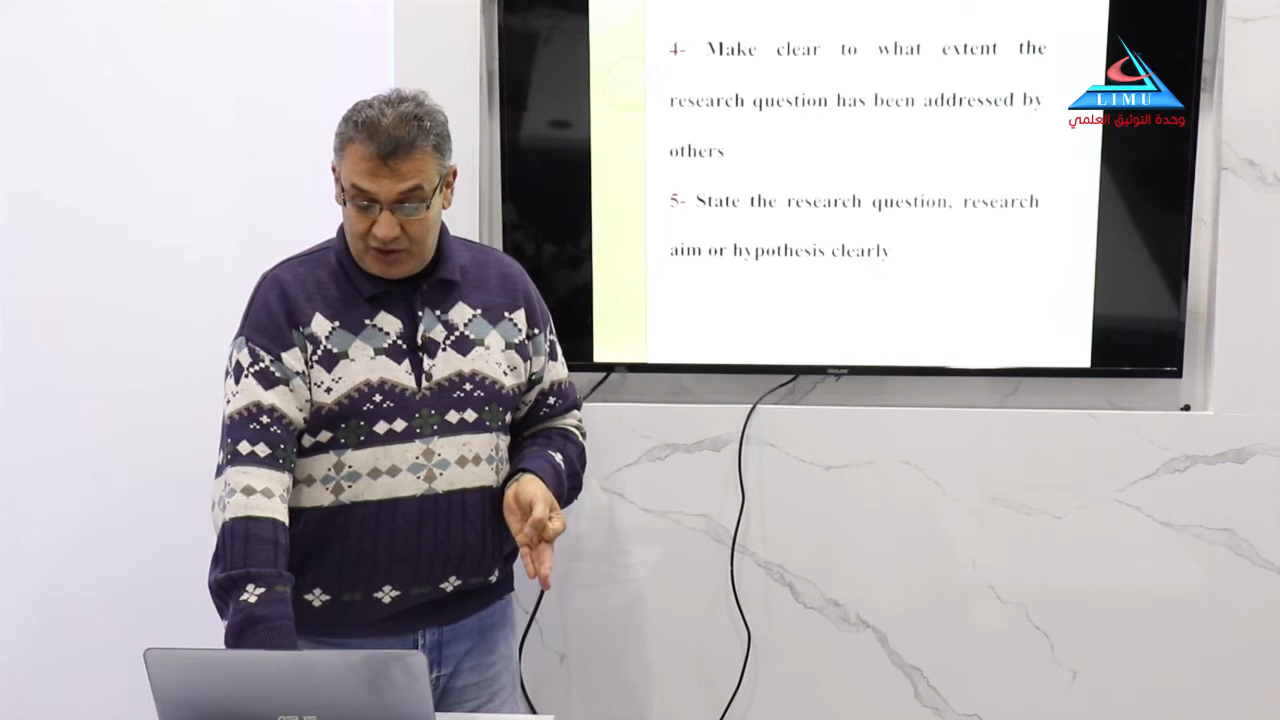 4- Make clear to what extent the
research question has been addressed by
others
5- State the research question, research
aim or hypothesis clearly
LIMU
وحدة التوثيق العلمي